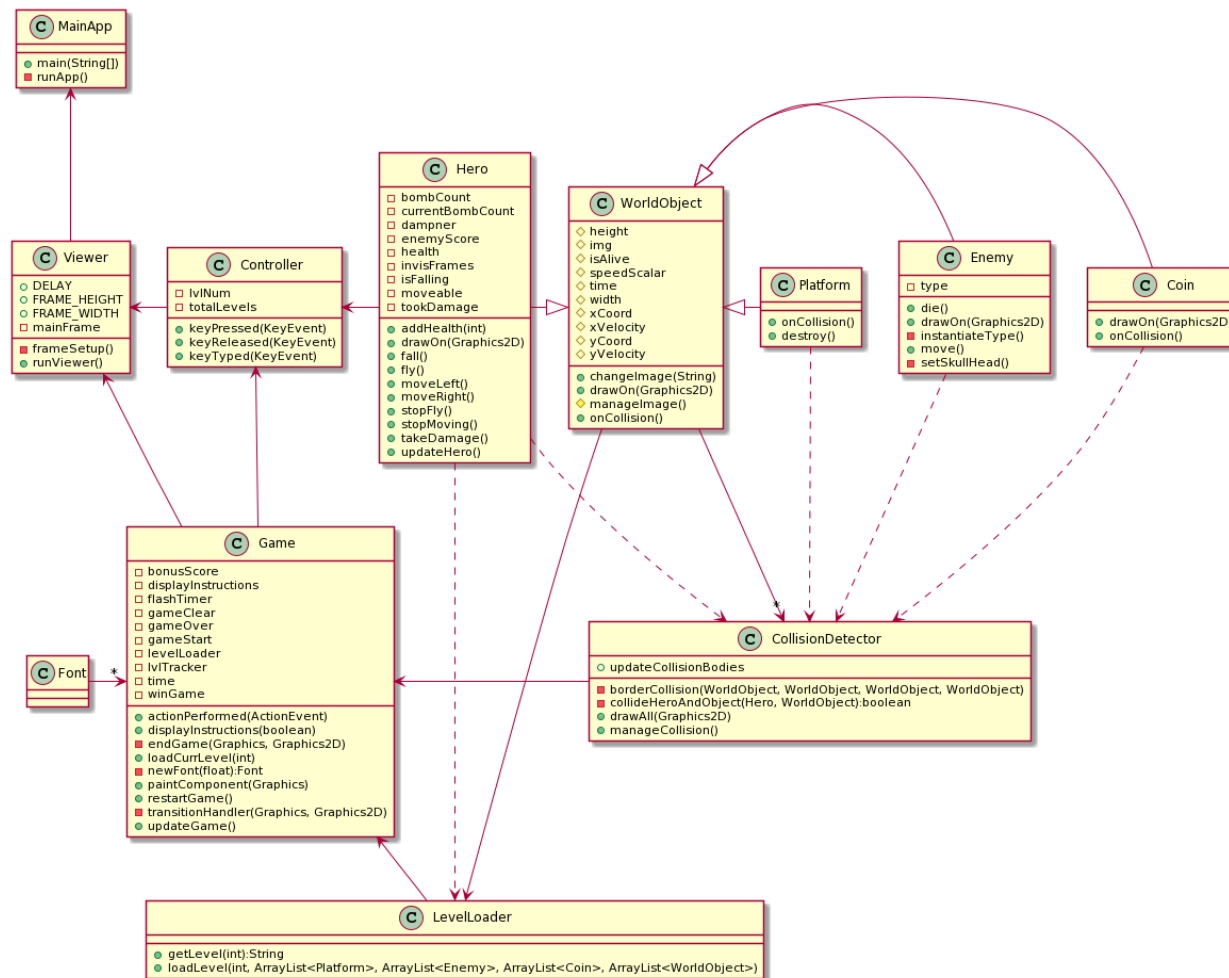 C MainApp
main(String[])
runApp()
C Viewer
DELAY
FRAME_HEIGHT
FRAME_WIDTH
mainFrame
frameSetup()
runViewer()
C Controller
lvlNum
totalLevels
keyPressed(KeyEvent)
keyReleased(KeyEvent)
keyTyped(KeyEvent)
C Hero
bombCount
currentBombCount
dampner
enemyScore
health
invisFrames
isFalling
moveable
tookDamage
addHealth(int)
drawOn(Graphics2D)
fall()
fly()
moveLeft()
moveRight()
stopFly()
stopMoving()
takeDamage()
updateHero()
C WorldObject
height
img
isAlive
speedScalar
time
width
xCoord
xVelocity
yCoord
yVelocity
changeImage(String)
drawOn(Graphics2D)
manageImage()
onCollision()
C Platform
onCollision()
destroy()
C Enemy
type
die()
drawOn(Graphics2D)
instantiateType()
move()
setSkullHead()
C Coin
drawOn(Graphics2D
onCollision()
C Game
bonusScore
displayInstructions
flashTimer
gameClear
gameOver
gameStart
levelLoader
lvlTracker
time
winGame
actionPerformed(ActionEvent)
displayInstructions(boolean)
endGame(Graphics, Graphics2D)
loadCurrLevel(int)
newFont(float):Font
paintComponent(Graphics)
restartGame()
transitionHandler(Graphics, Graphics2D)
updateGame()
C Font
*
*
C CollisionDetector
updateCollisionBodies
borderCollision(WorldObject, WorldObject, WorldObject, WorldObject)
collideHeroAndObject(Hero, WorldObject):boolean
drawAll(Graphics2D)
manageCollision()
C LevelLoader
getLevel(int):String
loadLevel(int, ArrayList<Platform>, ArrayList<Enemy>, ArrayList<Coin>, ArrayList<WorldObject>)